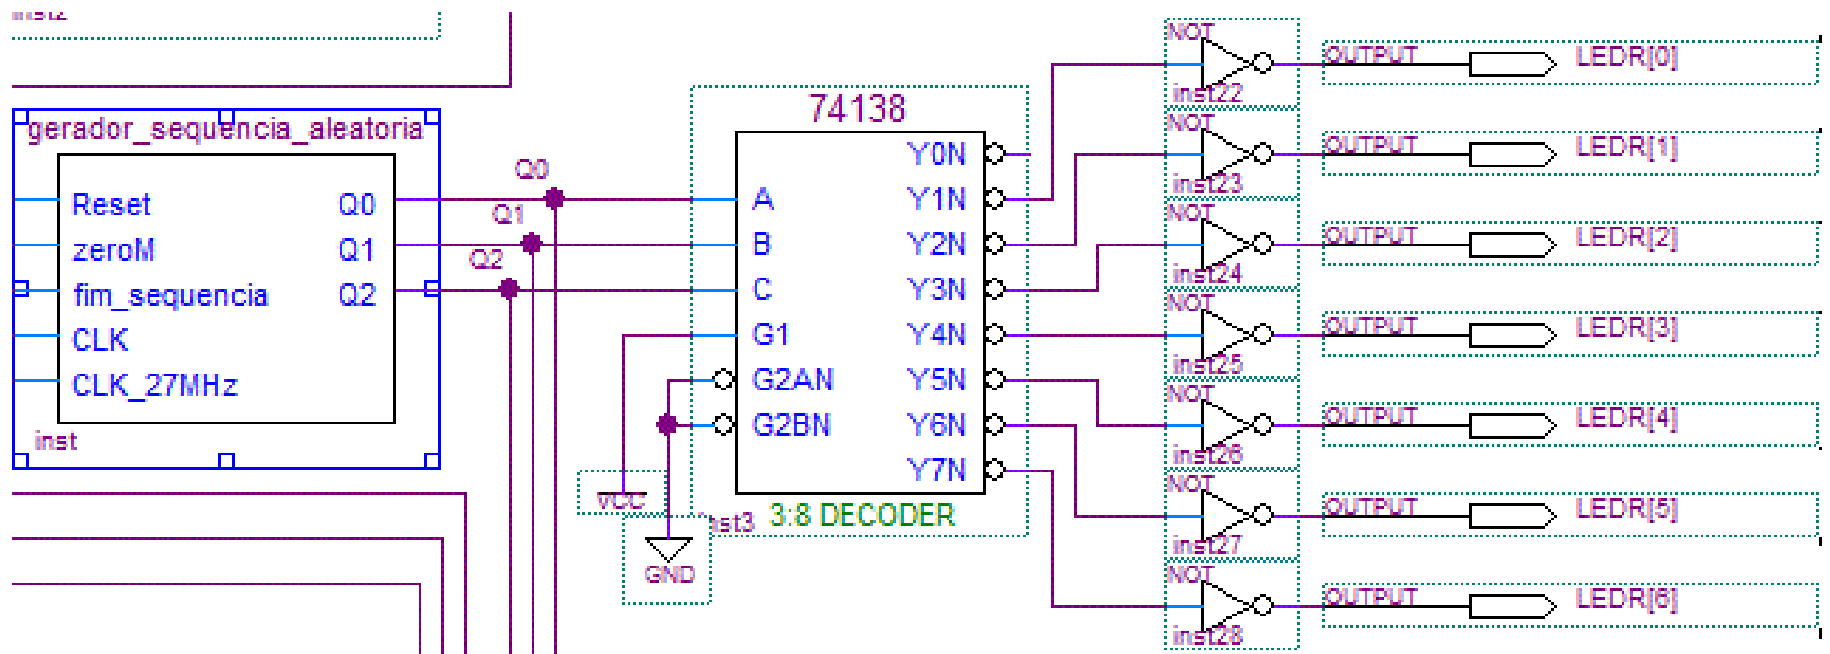 inst2
gerador_sequencia_aleatoria
Reset
zeroM
fim_sequencia
CLK
CLK_27MHz
Q0
Q1
Q2
inst
Q0
Q1
Q2
74138
A
B
C
G1
G2AN
G2BN
Y0N
Y1N
Y2N
Y3N
Y4N
Y5N
Y6N
Y7N
inst3
3:8 DECODER
VCC
GND
NOT
inst22
OUTPUT
LEDR[0]
NOT
inst23
OUTPUT
LEDR[1]
NOT
inst24
OUTPUT
LEDR[2]
NOT
inst25
OUTPUT
LEDR[3]
NOT
inst26
OUTPUT
LEDR[4]
NOT
inst27
OUTPUT
LEDR[5]
NOT
inst28
OUTPUT
LEDR[6]